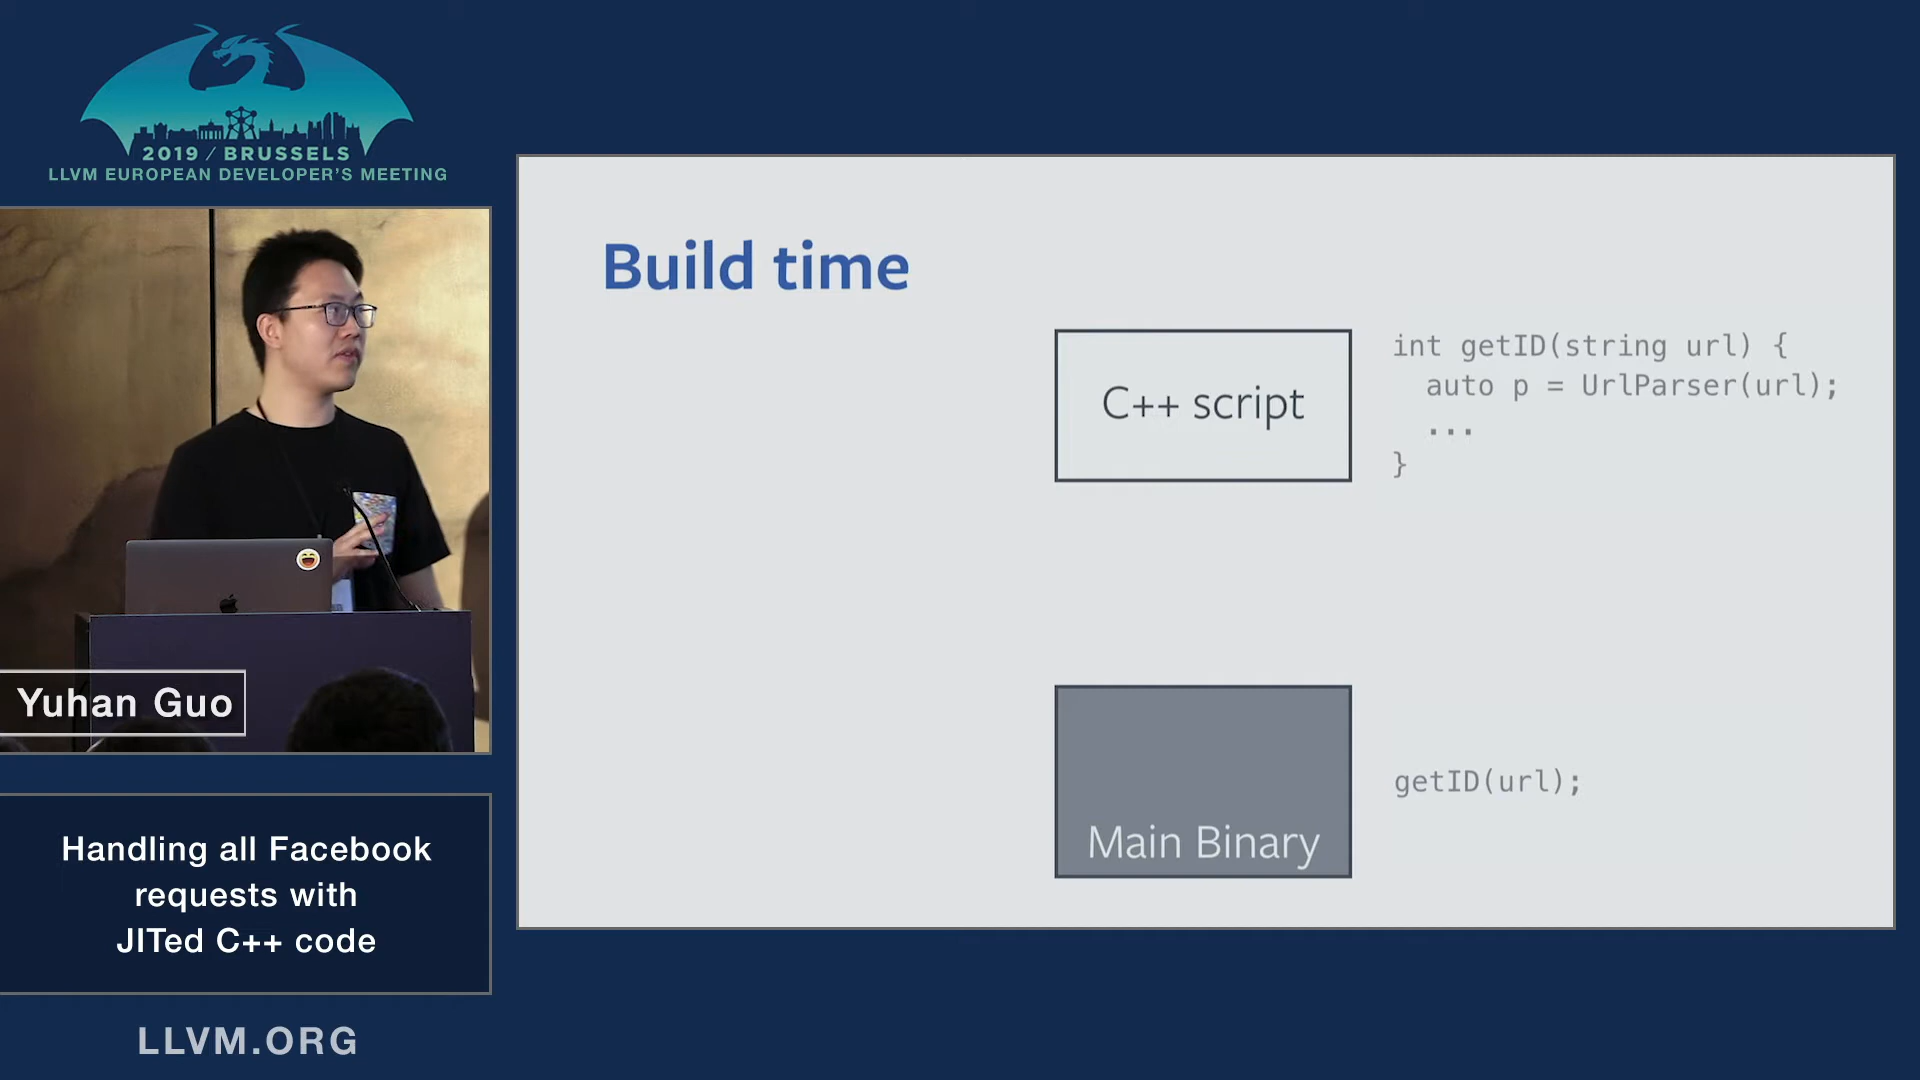 2019 / BRUSSELS
LLVM EUROPEAN DEVELOPER'S MEETING
Yuhan Guo
Handling all Facebook
requests with
JITed C++ code
LLVM.ORG
Build time
C++ script
int getID(string url) {
auto p = UrlParser(url);
...
}
Main Binary
getID(url);